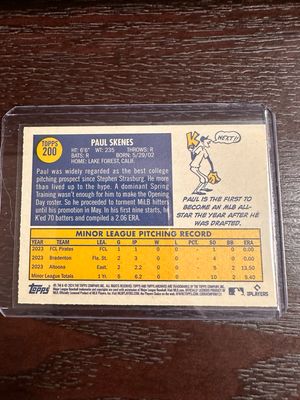 TOPPS
200
PAUL SKENES
HT: 6'6" WT: 235 THROWS: R
BATS: R BORN: 5/29/02
HOME: LAKE FOREST, CALIF.
Paul was widely regarded as the best college
pitching prospect since Stephen Strasburg. He more
than lived up to the hype. A dominant Spring
Training wasn't enough for him to make the Opening
Day roster. So he proceeded to torment MiLB hitters
until his promotion in May. In his first nine starts, he
K'ed 70 batters and compiled a 2.06 ERA.
NEXT!!
PAUL IS THE FIRST TO
BECOME AN MLB ALL-
STAR THE YEAR AFTER HE
WAS DRAFTED.
MINOR LEAGUE PITCHING RECORD
YEAR TEAM LEA. G IP W L PCT. SO BB ERA
2023 FCL Pirates FCL 1 1 0 0 — 1 0 0.00
2023 Bradenton Fla. St. 2 3 0 0 — 4 0 0.00
2023 Altoona East. 2 2.2 0 0 — 5 2 13.50
Minor League Totals 1 Yr. 5 6.2 0 0 — 10 2 5.40
Topps